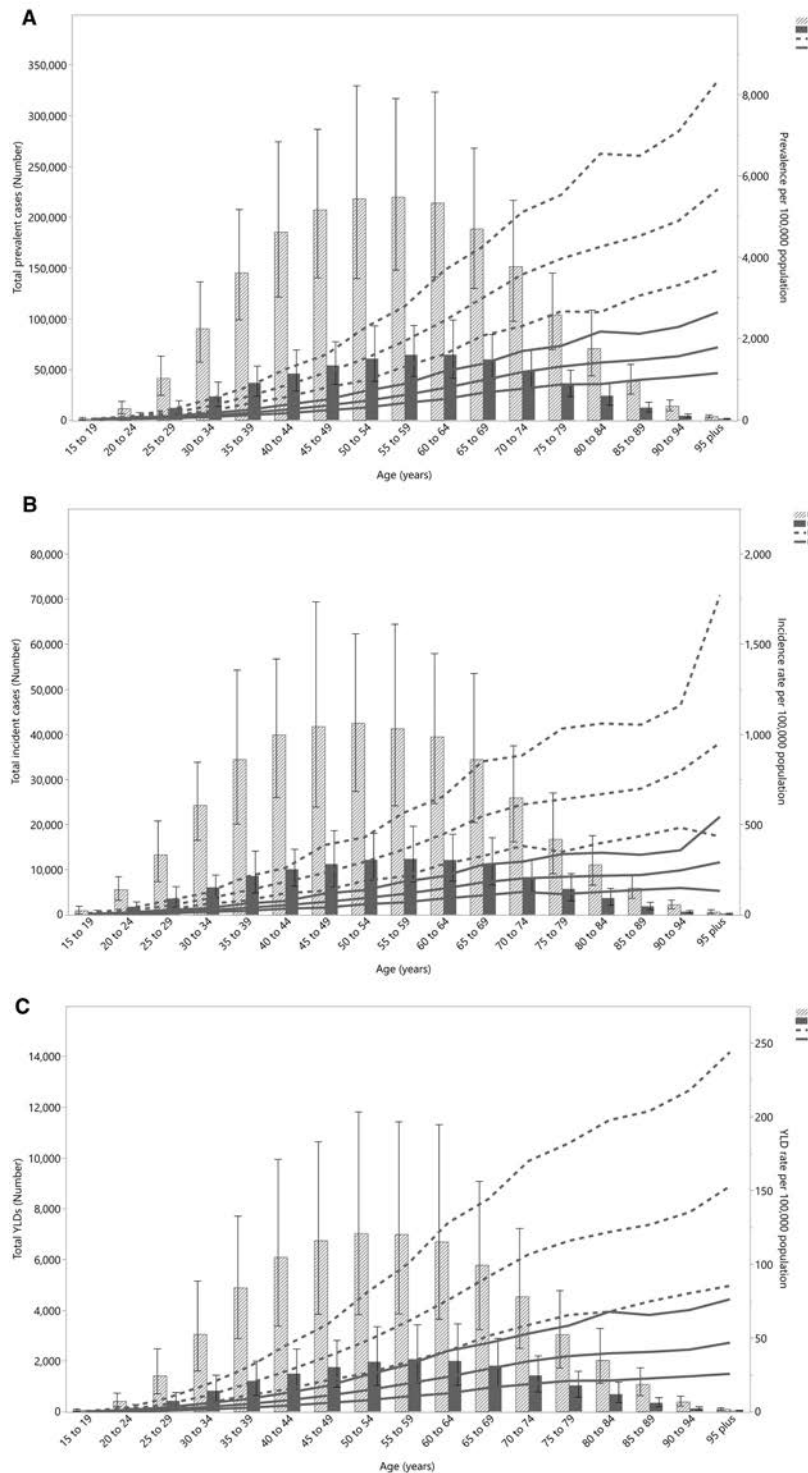 A
350,000
300,000
250,000
200,000
150,000
100,000
50,000
0
Total prevalent cases (Number)
8,000
6,000
4,000
2,000
0
Prevalence per 100,000 population
15 to 19
20 to 24
25 to 29
30 to 34
35 to 39
40 to 44
45 to 49
50 to 54
55 to 59
60 to 64
65 to 69
70 to 74
75 to 79
80 to 84
85 to 89
90 to 94
95 plus
Age (years)
B
80,000
70,000
60,000
50,000
40,000
30,000
20,000
10,000
0
Total incident cases (Number)
2,000
1,500
1,000
500
0
Incidence rate per 100,000 population
15 to 19
20 to 24
25 to 29
30 to 34
35 to 39
40 to 44
45 to 49
50 to 54
55 to 59
60 to 64
65 to 69
70 to 74
75 to 79
80 to 84
85 to 89
90 to 94
95 plus
Age (years)
C
14,000
12,000
10,000
8,000
6,000
4,000
2,000
0
Total YLDs (Number)
250
200
150
100
50
0
YLD rate per 100,000 population
15 to 19
20 to 24
25 to 29
30 to 34
35 to 39
40 to 44
45 to 49
50 to 54
55 to 59
60 to 64
65 to 69
70 to 74
75 to 79
80 to 84
85 to 89
90 to 94
95 plus
Age (years)